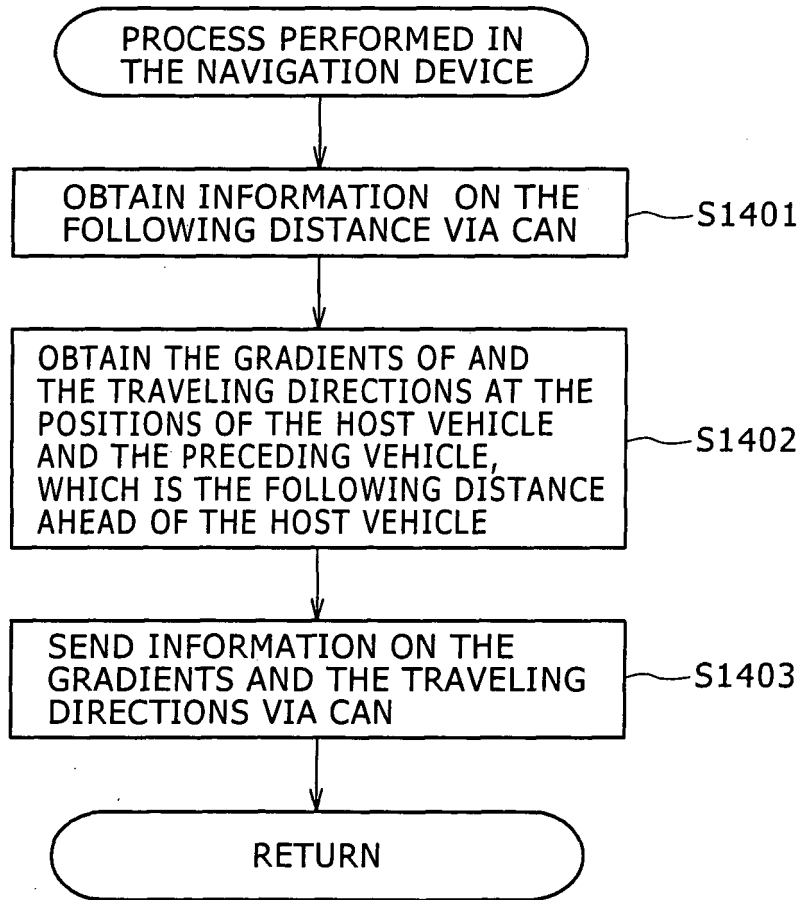 PROCESS PERFORMED IN
THE NAVIGATION DEVICE
OBTAIN INFORMATION ON THE
FOLLOWING DISTANCE VIA CAN
S1401
OBTAIN THE GRADIENTS OF AND
THE TRAVELING DIRECTIONS AT THE
POSITIONS OF THE HOST VEHICLE
AND THE PRECEDING VEHICLE,
WHICH IS THE FOLLOWING DISTANCE
AHEAD OF THE HOST VEHICLE
S1402
SEND INFORMATION ON THE
GRADIENTS AND THE TRAVELING
DIRECTIONS VIA CAN
S1403
RETURN